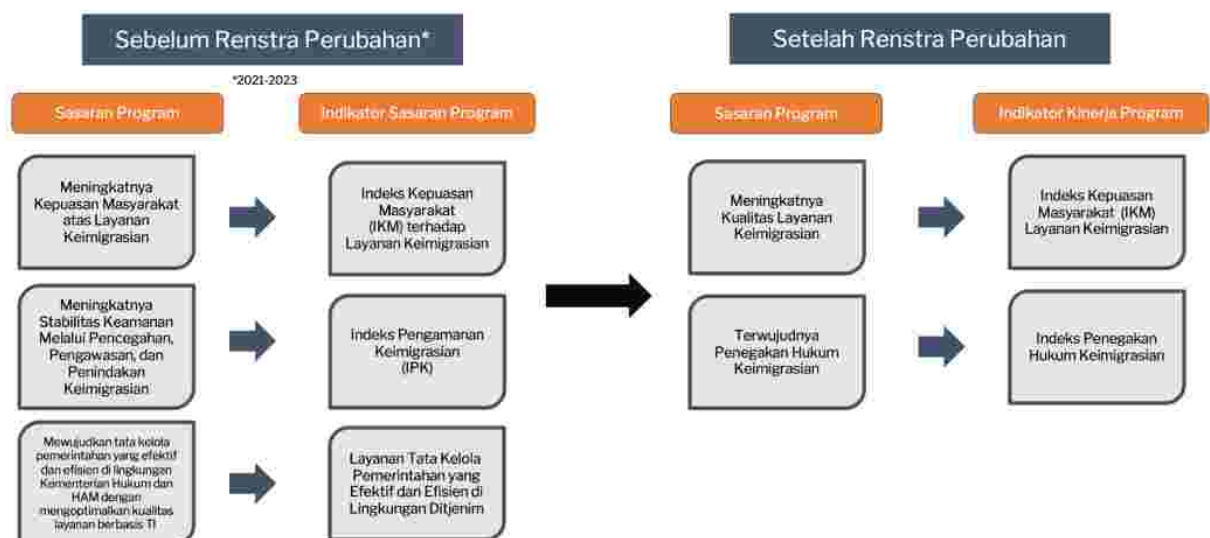 Sebelum Renstra Perubahan*
*2021-2023
Sasaran Program
Indikator Sasaran Program
Meningkatnya
Kepuasan Masyarakat
atas Layanan
Keimigrasian
Indeks Kepuasan
Masyarakat
(IKM) terhadap
Layanan Keimigrasian
Meningkatnya
Stabilitas Keamanan
Melalui Pencegahan,
Pengawasan, dan
Penindakan
Keimigrasian
Indeks Pengamanan
Keimigrasian
(IPK)
Mewujudkan tata kelola
pemerintahan yang efektif
dan efisien di lingkungan
Kementerian Hukum dan
HAM dengan
mengoptimalkan kualitas
layanan berbasis TI
Layanan Tata Kelola
Pemerintahan yang
Efektif dan Efisien di
Lingkungan Ditjenim
Setelah Renstra Perubahan
Sasaran Program
Indikator Kinerja Program
Meningkatnya
Kualitas Layanan
Keimigrasian
Indeks Kepuasan
Masyarakat (IKM)
Layanan Keimigrasian
Terwujudnya
Penegakan Hukum
Keimigrasian
Indeks Penegakan
Hukum Keimigrasian